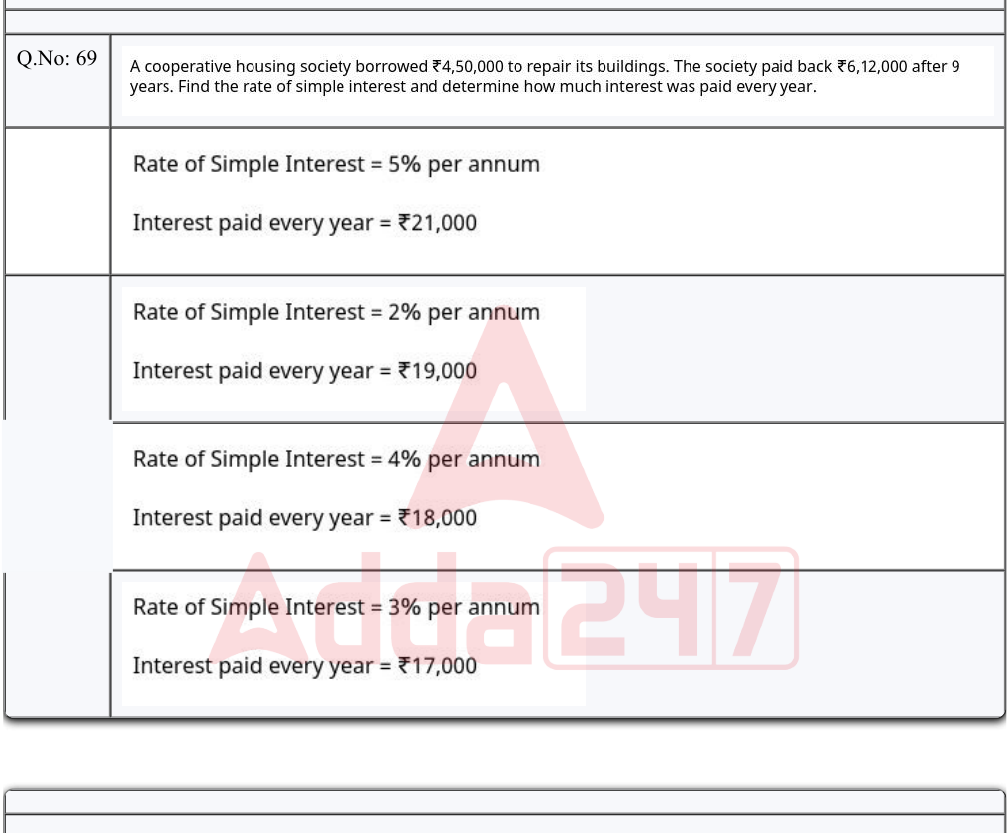 Q.No: 69
A cooperative housing society borrowed ₹4,50,000 to repair its buildings. The society paid back ₹6,12,000 after 9
years. Find the rate of simple interest and determine how much interest was paid every year.
Rate of Simple Interest = 5% per annum
Interest paid every year = ₹21,000
Rate of Simple Interest = 2% per annum
Interest paid every year = ₹19,000
Rate of Simple Interest = 4% per annum
Interest paid every year = ₹18,000
Rate of Simple Interest = 3% per annum
Interest paid every year = ₹17,000
Adda247